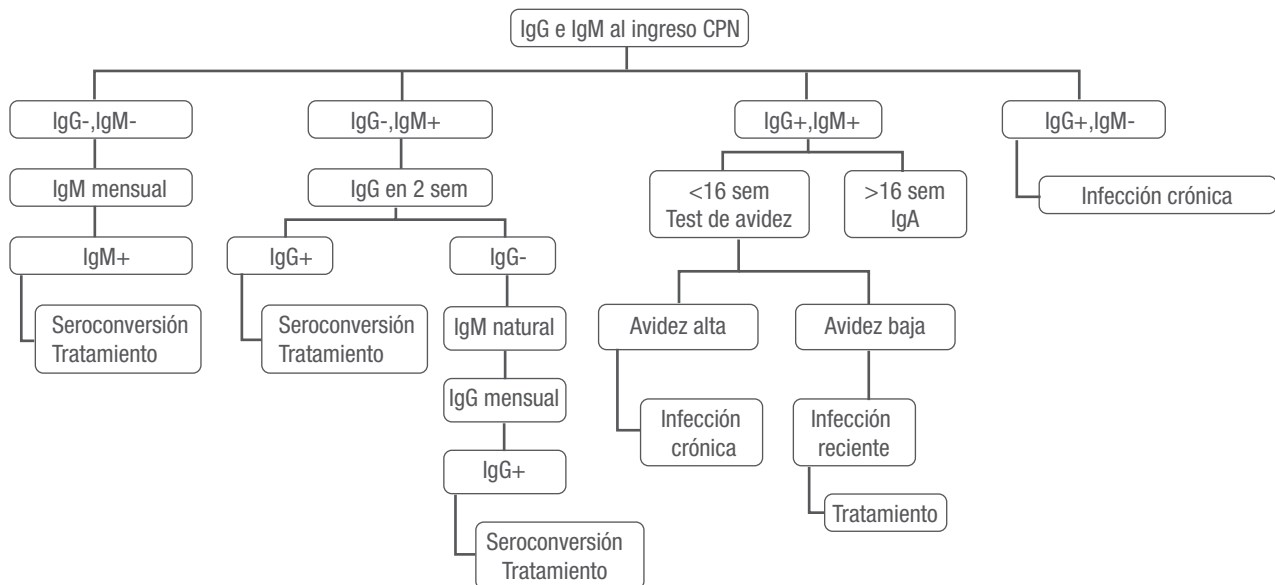 IgG e IgM al ingreso CPN
IgG-,IgM-
IgG-,IgM+
IgG+,IgM+
IgG+,IgM-
IgM mensual
IgG en 2 sem
<16 sem
Test de avidez
>16 sem
IgA
Infección crónica
IgM+
IgG+
IgG-
Seroconversión
Tratamiento
Seroconversión
Tratamiento
IgM natural
Avidez alta
Avidez baja
IgG mensual
Infección
crónica
Infección
reciente
IgG+
Tratamiento
Seroconversión
Tratamiento